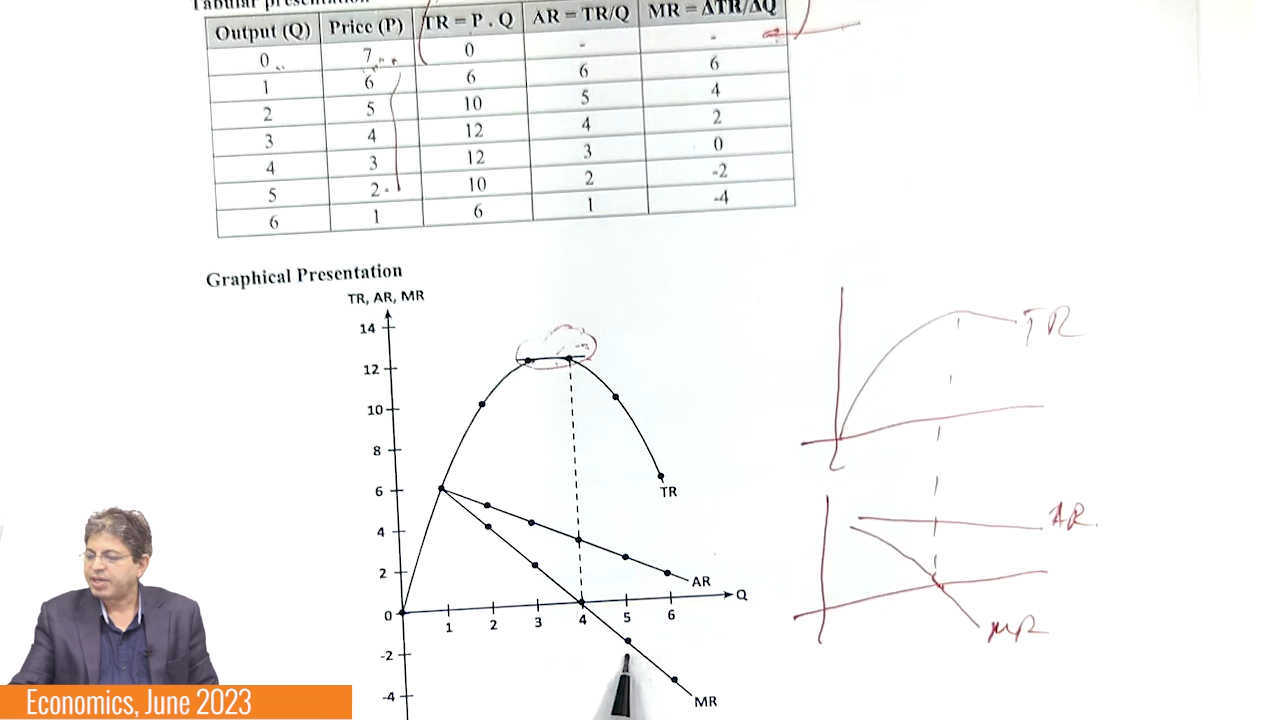 Tabular presentation
Output (Q) Price (P) TR = P . Q AR = TR/Q MR = ΔTR/ΔQ
0 7 0 - -
1 6 6 6 6
2 5 10 5 4
3 4 12 4 2
4 3 12 3 0
5 2 10 2 -2
6 1 6 1 -4
Graphical Presentation
TR, AR, MR
14
12
10
8
6
4
2
0
-2
-4
1 2 3 4 5 6
Q
TR
AR
MR
TR
AR
MR
Economics, June 2023